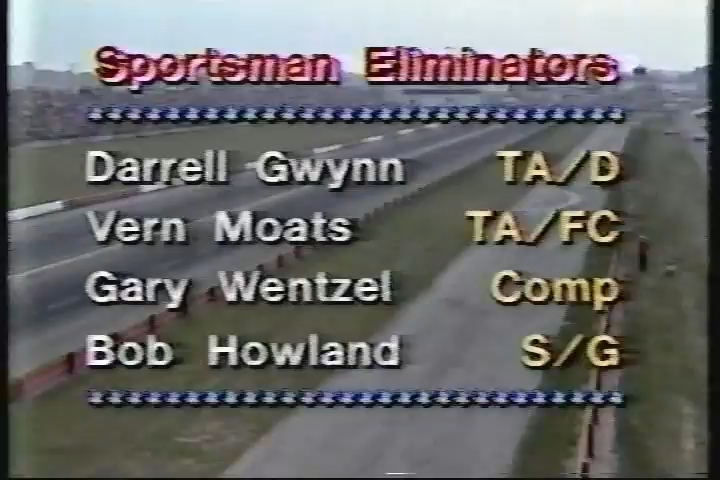 Sportsman Eliminators
Darrell Gwynn TA/D
Vern Moats TA/FC
Gary Wentzel Comp
Bob Howland S/G